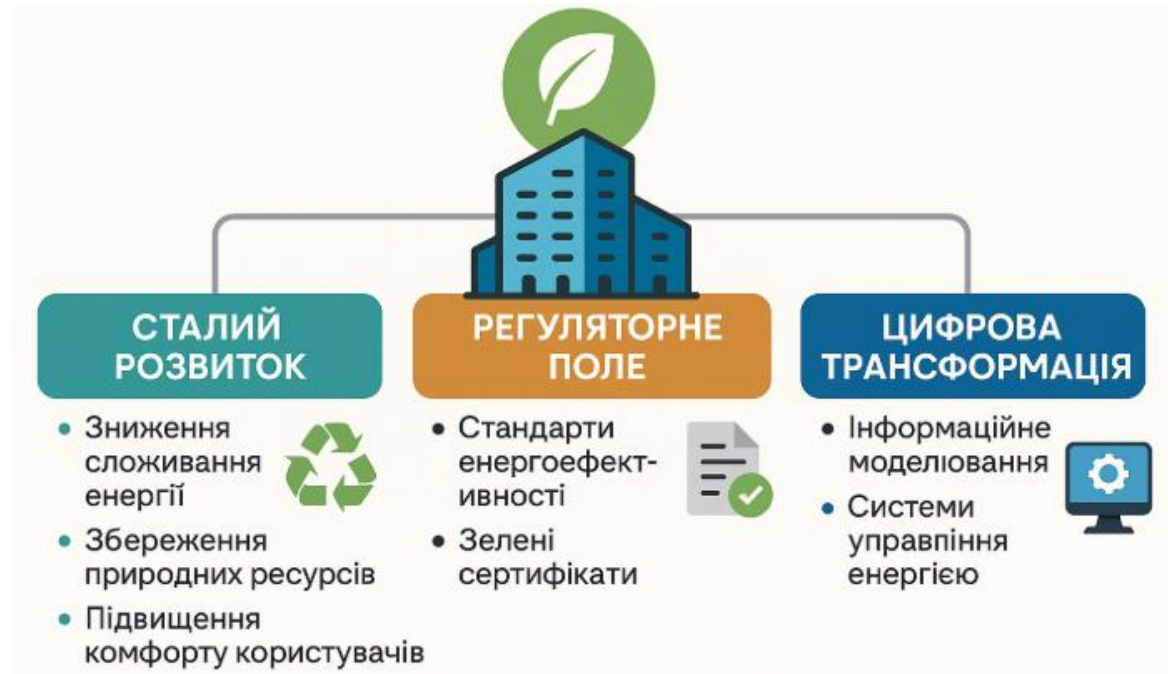 СТАЛИЙ
РОЗВИТОК
• Зниження
сложивання
енергії
• Збереження
природних ресурсів
• Підвищення
комфорту користувачів
РЕГУЛЯТОРНЕ
ПОЛЕ
• Стандарти
енергоефект-
ивності
• Зелені
сертифікати
ЦИФРОВА
ТРАНСФОРМАЦІЯ
• Інформаційне
моделювання
• Системи
управпіння
енергією